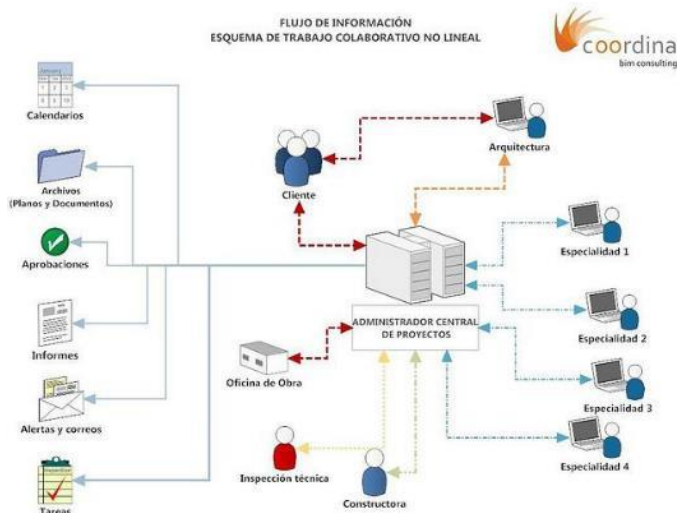 FLUJO DE INFORMACIÓN
ESQUEMA DE TRABAJO COLABORATIVO NO LINEAL
coordina
bim consulting
January
Calendarios
Archivos
(Planos y Documentos)
Aprobaciones
Informes
Alertas y correos
Tareas
Cliente
Arquitectura
Especialidad 1
Especialidad 2
Especialidad 3
Especialidad 4
ADMINISTRADOR CENTRAL
DE PROYECTOS
Oficina de Obra
Inspección técnica
Constructora